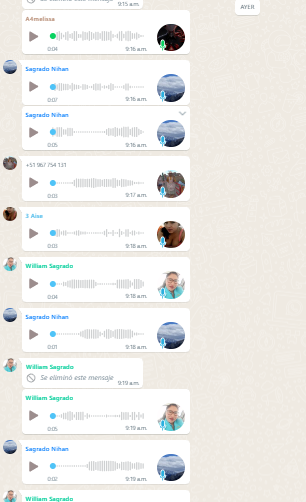 Se eliminó este mensaje
9:15 a.m.
AYER
A4melissa
0:04 9:16 a.m.
Sagrado Nihan
0:07 9:16 a.m.
Sagrado Nihan
0:05 9:16 a.m.
+51 967 754 131
0:03 9:17 a.m.
3 Aisa
0:03 9:18 a.m.
William Sagrado
0:04 9:18 a.m.
Sagrado Nihan
0:01 9:18 a.m.
William Sagrado
Se eliminó este mensaje
9:19 a.m.
William Sagrado
0:05 9:19 a.m.
Sagrado Nihan
0:02 9:19 a.m.
William Sagrado